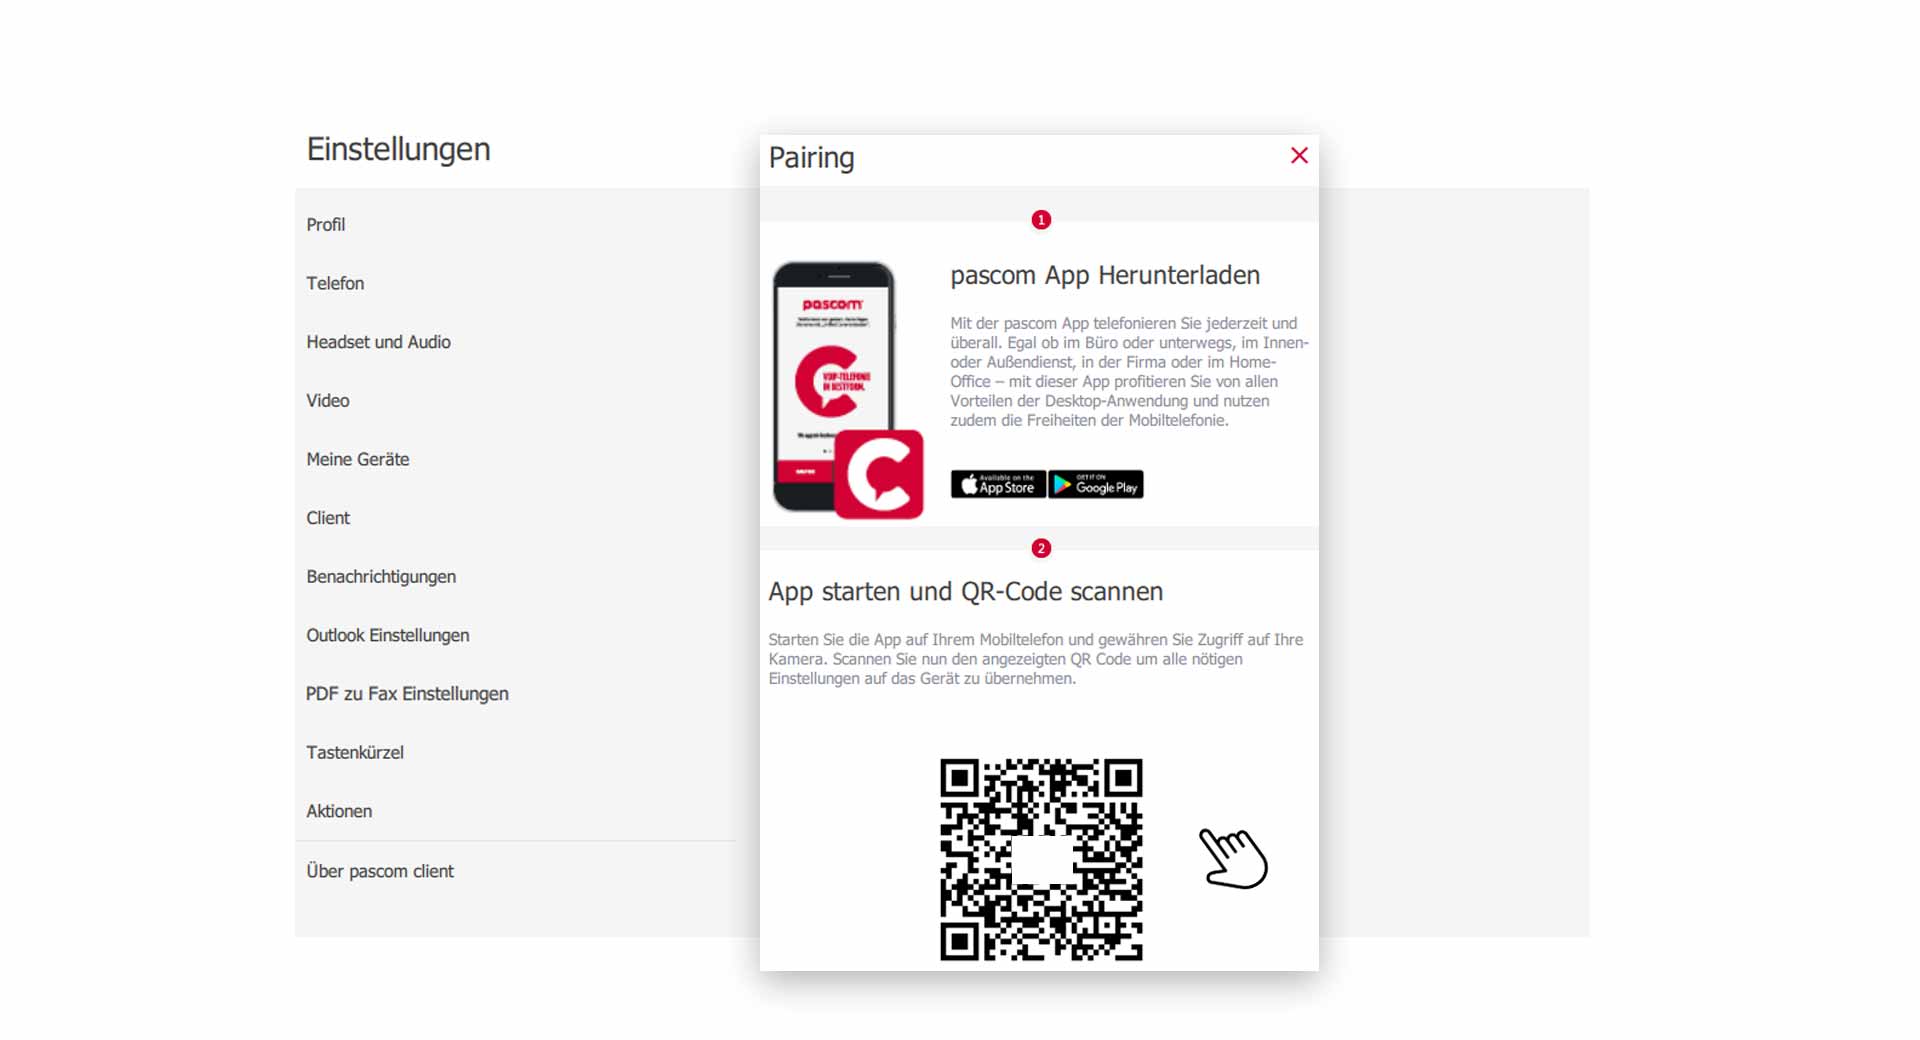 Einstellungen
Profil
Telefon
Headset und Audio
Video
Meine Geräte
Client
Benachrichtigungen
Outlook Einstellungen
PDF zu Fax Einstellungen
Tastenkürzel
Aktionen
Über pascom client
Pairing
1
pascom
VOIP-TELEFONIE
IN BESTFORM.
pascom App Herunterladen
Mit der pascom App telefonieren Sie jederzeit und
überall. Egal ob im Büro oder unterwegs, im Innen-
oder Außendienst, in der Firma oder im Home-
Office – mit dieser App profitieren Sie von allen
Vorteilen der Desktop-Anwendung und nutzen
zudem die Freiheiten der Mobiltelefonie.
Available on the
App Store
GET IT ON
Google Play
2
App starten und QR-Code scannen
Starten Sie die App auf Ihrem Mobiltelefon und gewähren Sie Zugriff auf Ihre
Kamera. Scannen Sie nun den angezeigten QR Code um alle nötigen
Einstellungen auf das Gerät zu übernehmen.